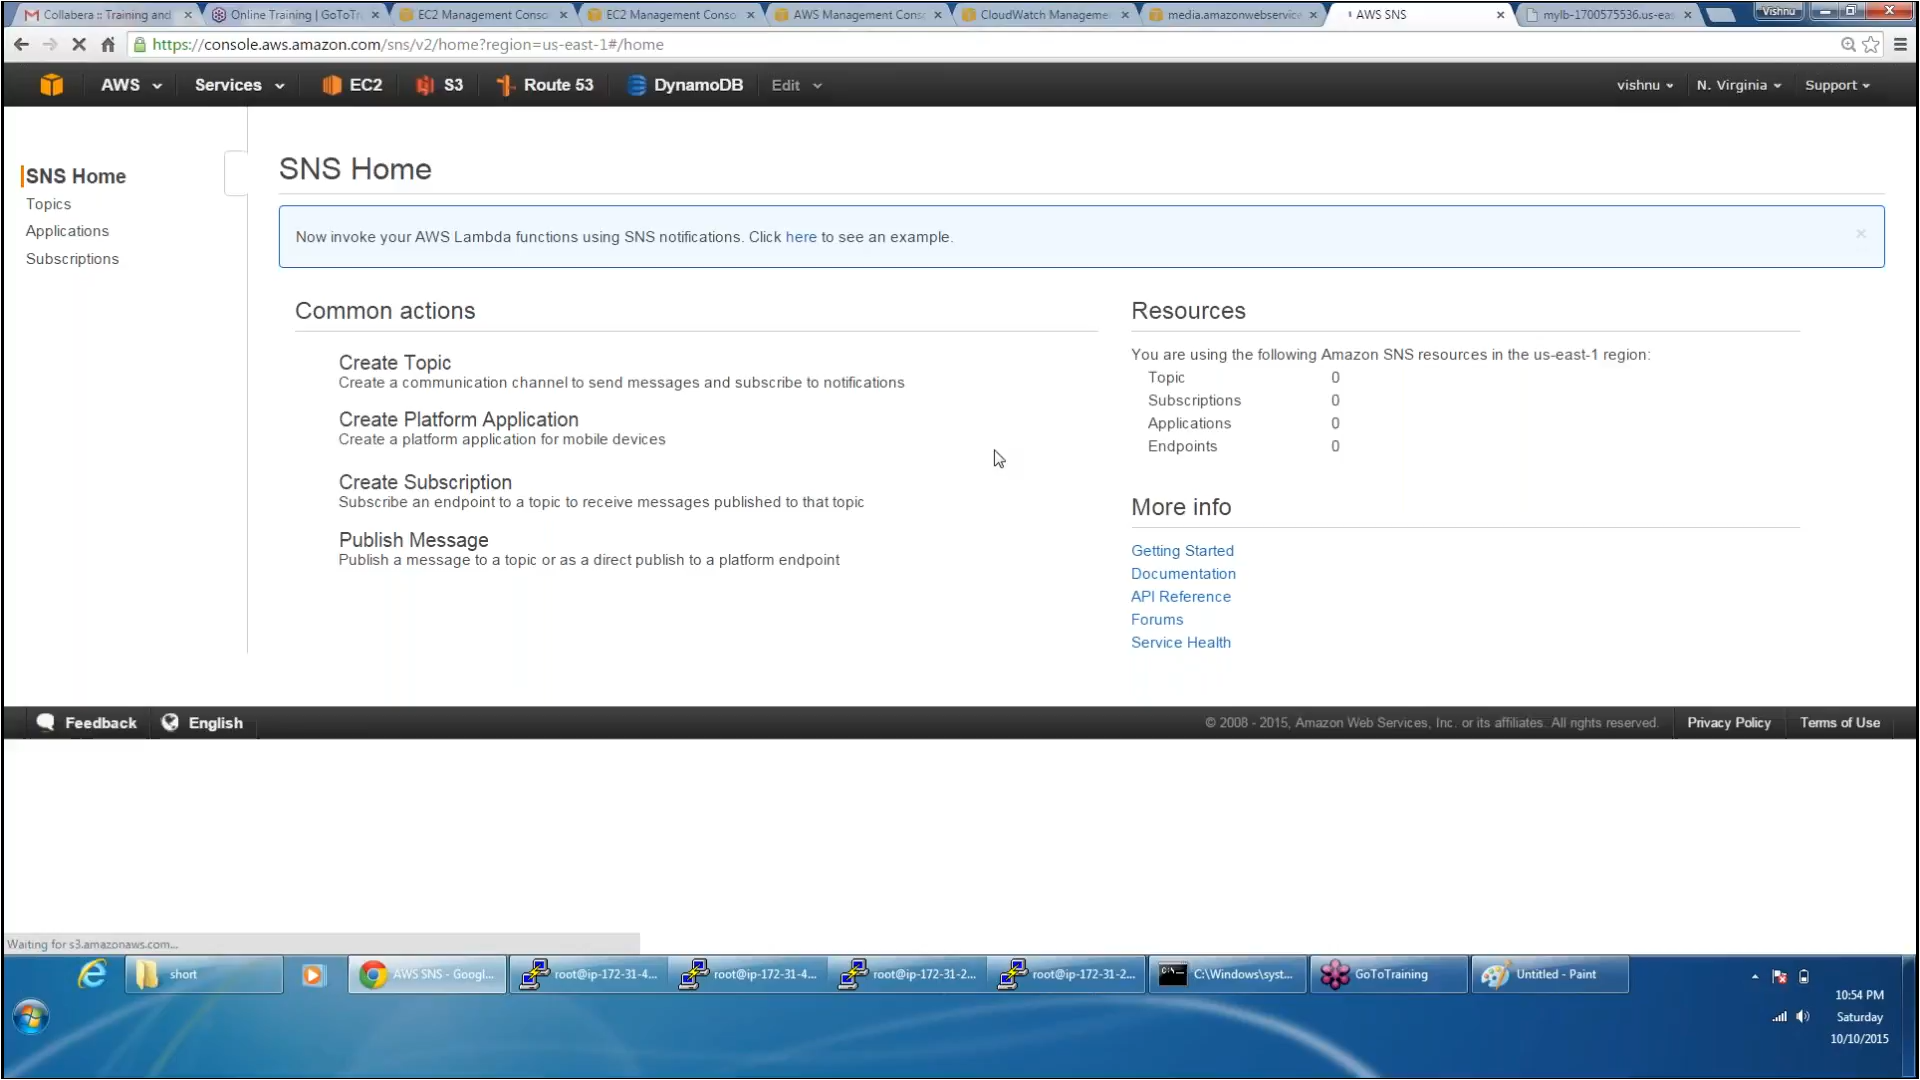 Collabera :: Training and
Online Training | GoToTr
EC2 Management Conso
EC2 Management Conso
AWS Management Conso
CloudWatch Manageme
media.amazonwebservice
AWS SNS
mylb-1700575536.us-eas
Vishnu
https://console.aws.amazon.com/sns/v2/home?region=us-east-1#/home
AWS
Services
EC2
S3
Route 53
DynamoDB
Edit
vishnu
N. Virginia
Support
SNS Home
Topics
Applications
Subscriptions
SNS Home
Now invoke your AWS Lambda functions using SNS notifications. Click here to see an example.
Common actions
Create Topic
Create a communication channel to send messages and subscribe to notifications
Create Platform Application
Create a platform application for mobile devices
Create Subscription
Subscribe an endpoint to a topic to receive messages published to that topic
Publish Message
Publish a message to a topic or as a direct publish to a platform endpoint
Resources
You are using the following Amazon SNS resources in the us-east-1 region:
Topic 0
Subscriptions 0
Applications 0
Endpoints 0
More info
Getting Started
Documentation
API Reference
Forums
Service Health
Feedback
English
© 2008 - 2015, Amazon Web Services, Inc. or its affiliates. All rights reserved.
Privacy Policy
Terms of Use
Waiting for s3.amazonaws.com...
short
AWS SNS - Googl...
root@ip-172-31-4...
root@ip-172-31-4...
root@ip-172-31-2...
root@ip-172-31-2...
C:\Windows\syst...
GoToTraining
Untitled - Paint
10:54 PM
Saturday
10/10/2015